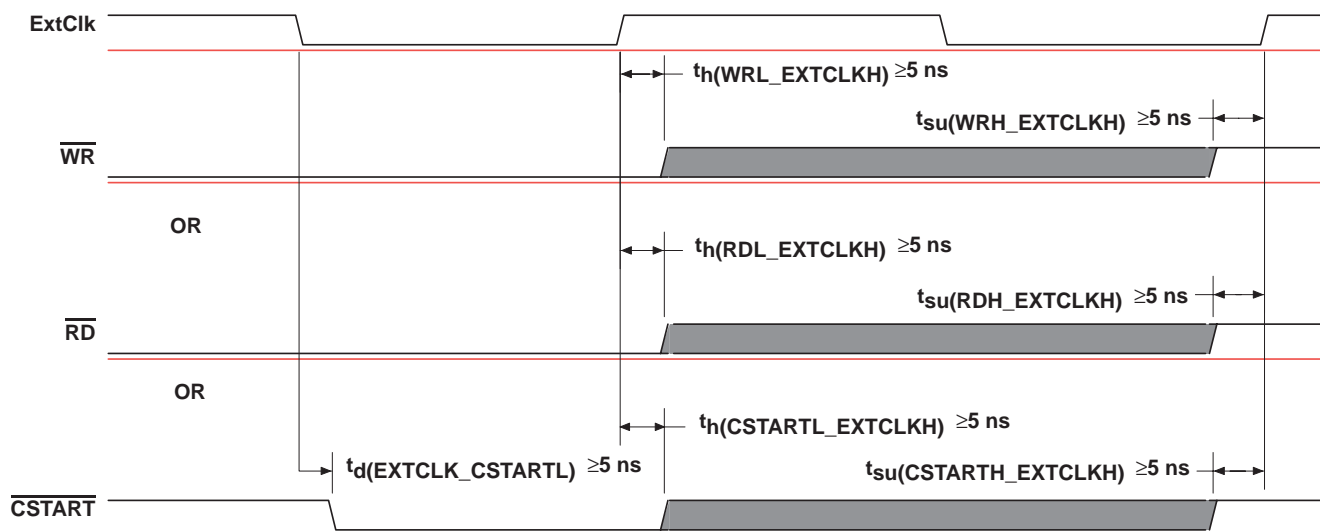 ExtClk
th(WRL_EXTCLKH) ≥5 ns
tsu(WRH_EXTCLKH) ≥5 ns
WR
OR
th(RDL_EXTCLKH) ≥5 ns
tsu(RDH_EXTCLKH) ≥5 ns
RD
OR
th(CSTARTL_EXTCLKH) ≥5 ns
td(EXTCLK_CSTARTL) ≥5 ns
tsu(CSTARTH_EXTCLKH) ≥5 ns
CSTART